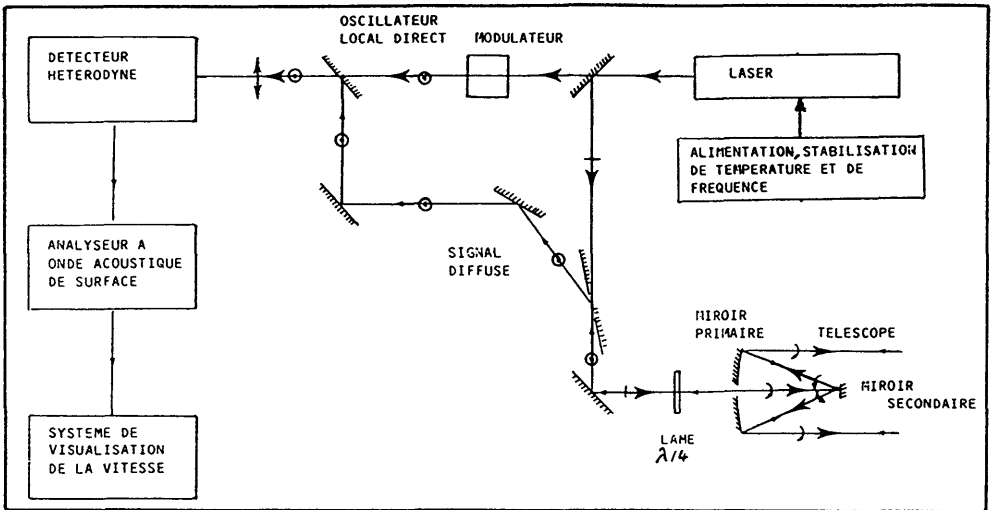 OSCILLATEUR
LOCAL DIRECT
MODULATEUR
DETECTEUR
HETERODYNE
LASER
ALIMENTATION, STABILISATION
DE TEMPERATURE ET DE
FREQUENCE
ANALYSEUR A
ONDE ACOUSTIQUE
DE SURFACE
SIGNAL
DIFFUSE
MIROIR
PRIMAIRE
TELESCOPE
MIROIR
SECONDAIRE
LAME
λ/4
SYSTEME DE
VISUALISATION
DE LA VITESSE